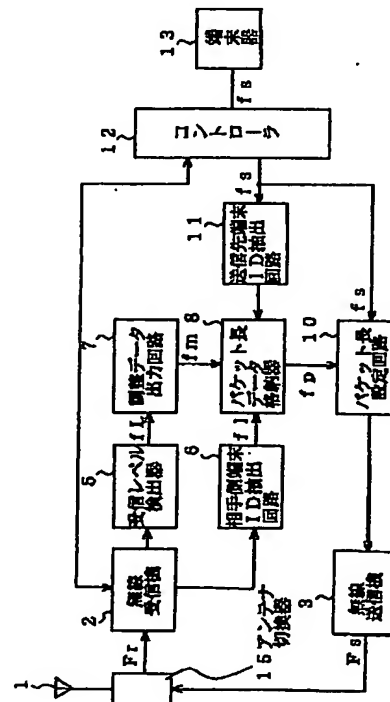 1
Fr
2
無線
受信機
15 アンテナ
切換器
3
無線
送信機
Fs
5
受信レベル
検出器
fL
7
調整データ
出力回路
fm
6
相手側端末
ID抽出
回路
8
パケット長
データ
格納器
fp
11
送信先端末
ID抽出
回路
10
パケット長
設定回路
fs
fs
12
コントローラ
fs
13
端末器